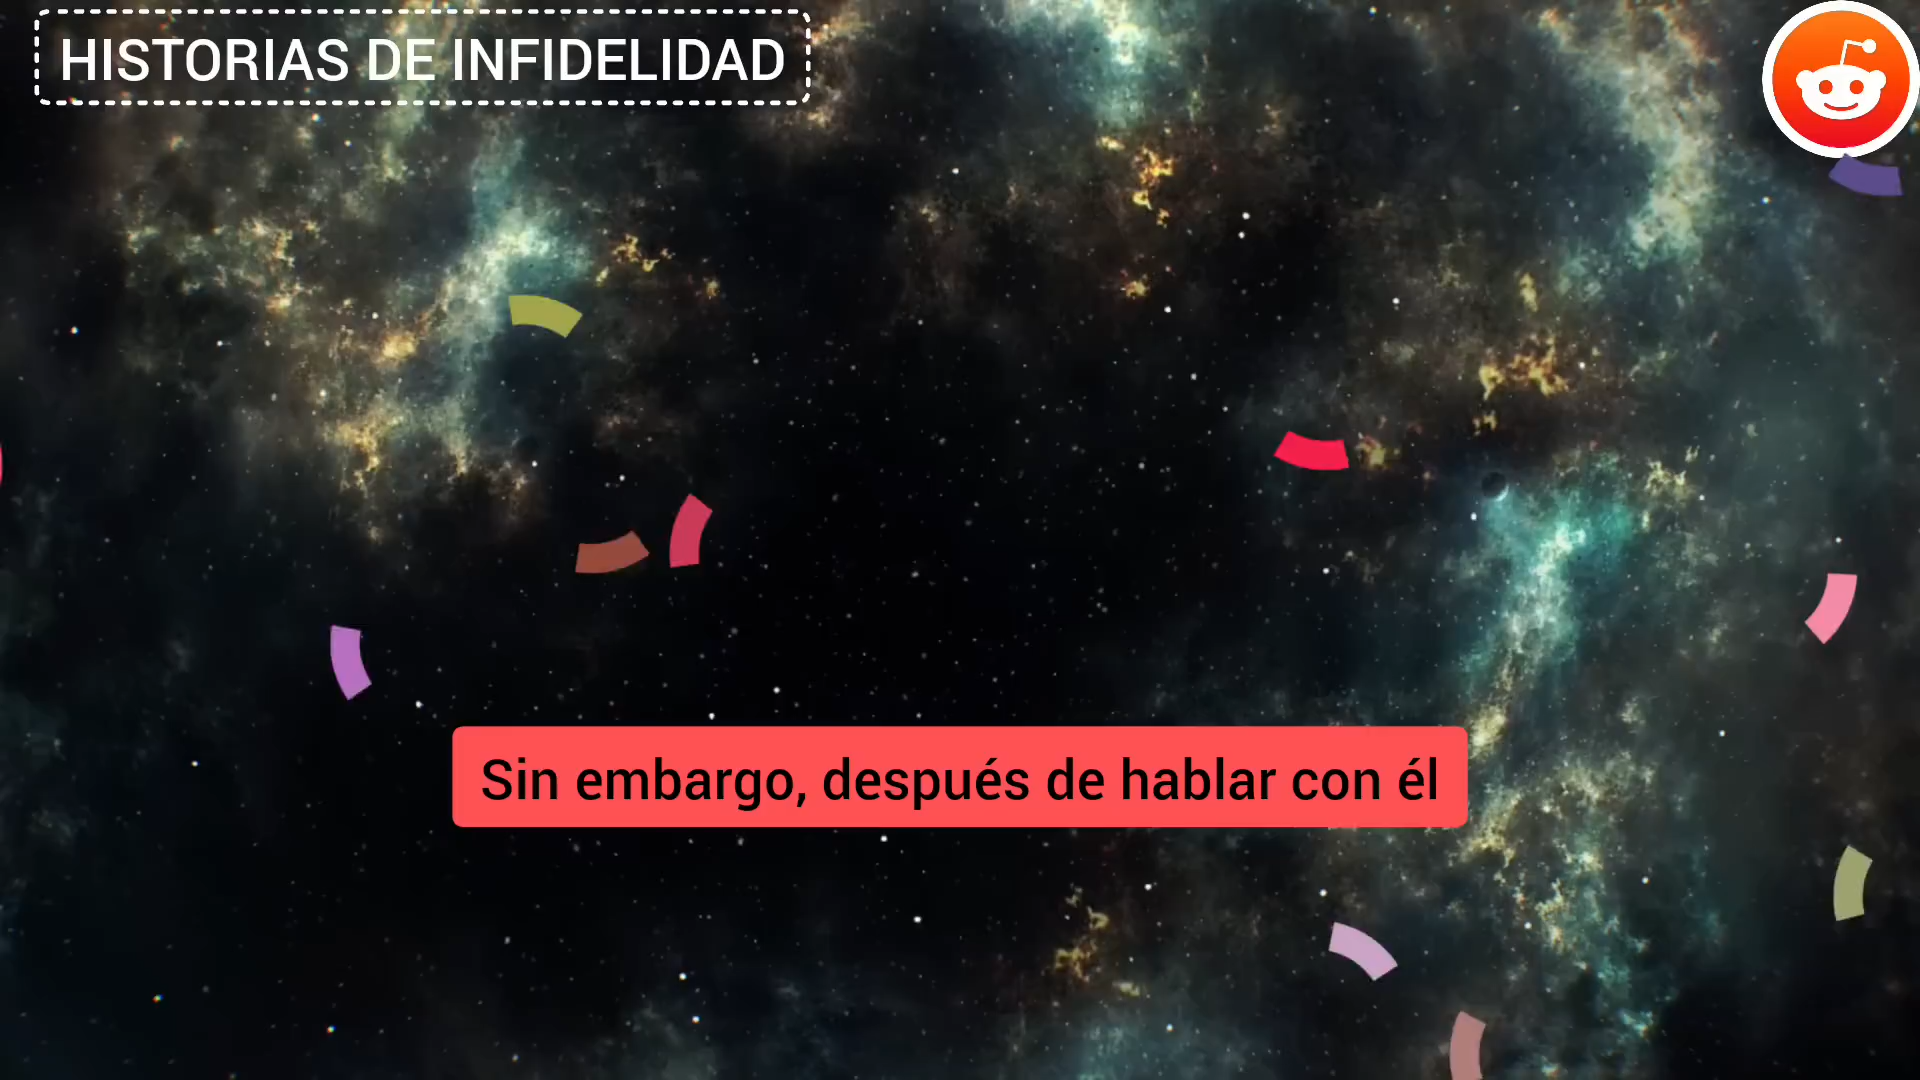 HISTORIAS DE INFIDELIDAD
Sin embargo, después de hablar con él